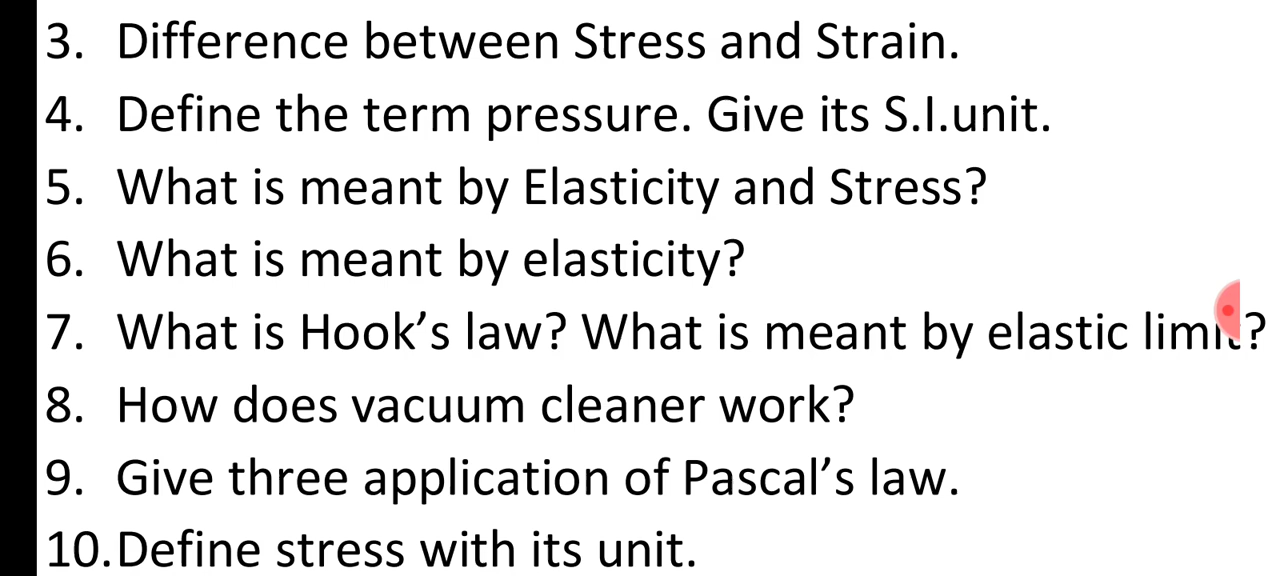 3. Difference between Stress and Strain.
4. Define the term pressure. Give its S.I.unit.
5. What is meant by Elasticity and Stress?
6. What is meant by elasticity?
7. What is Hook’s law? What is meant by elastic limit?
8. How does vacuum cleaner work?
9. Give three application of Pascal’s law.
10.Define stress with its unit.